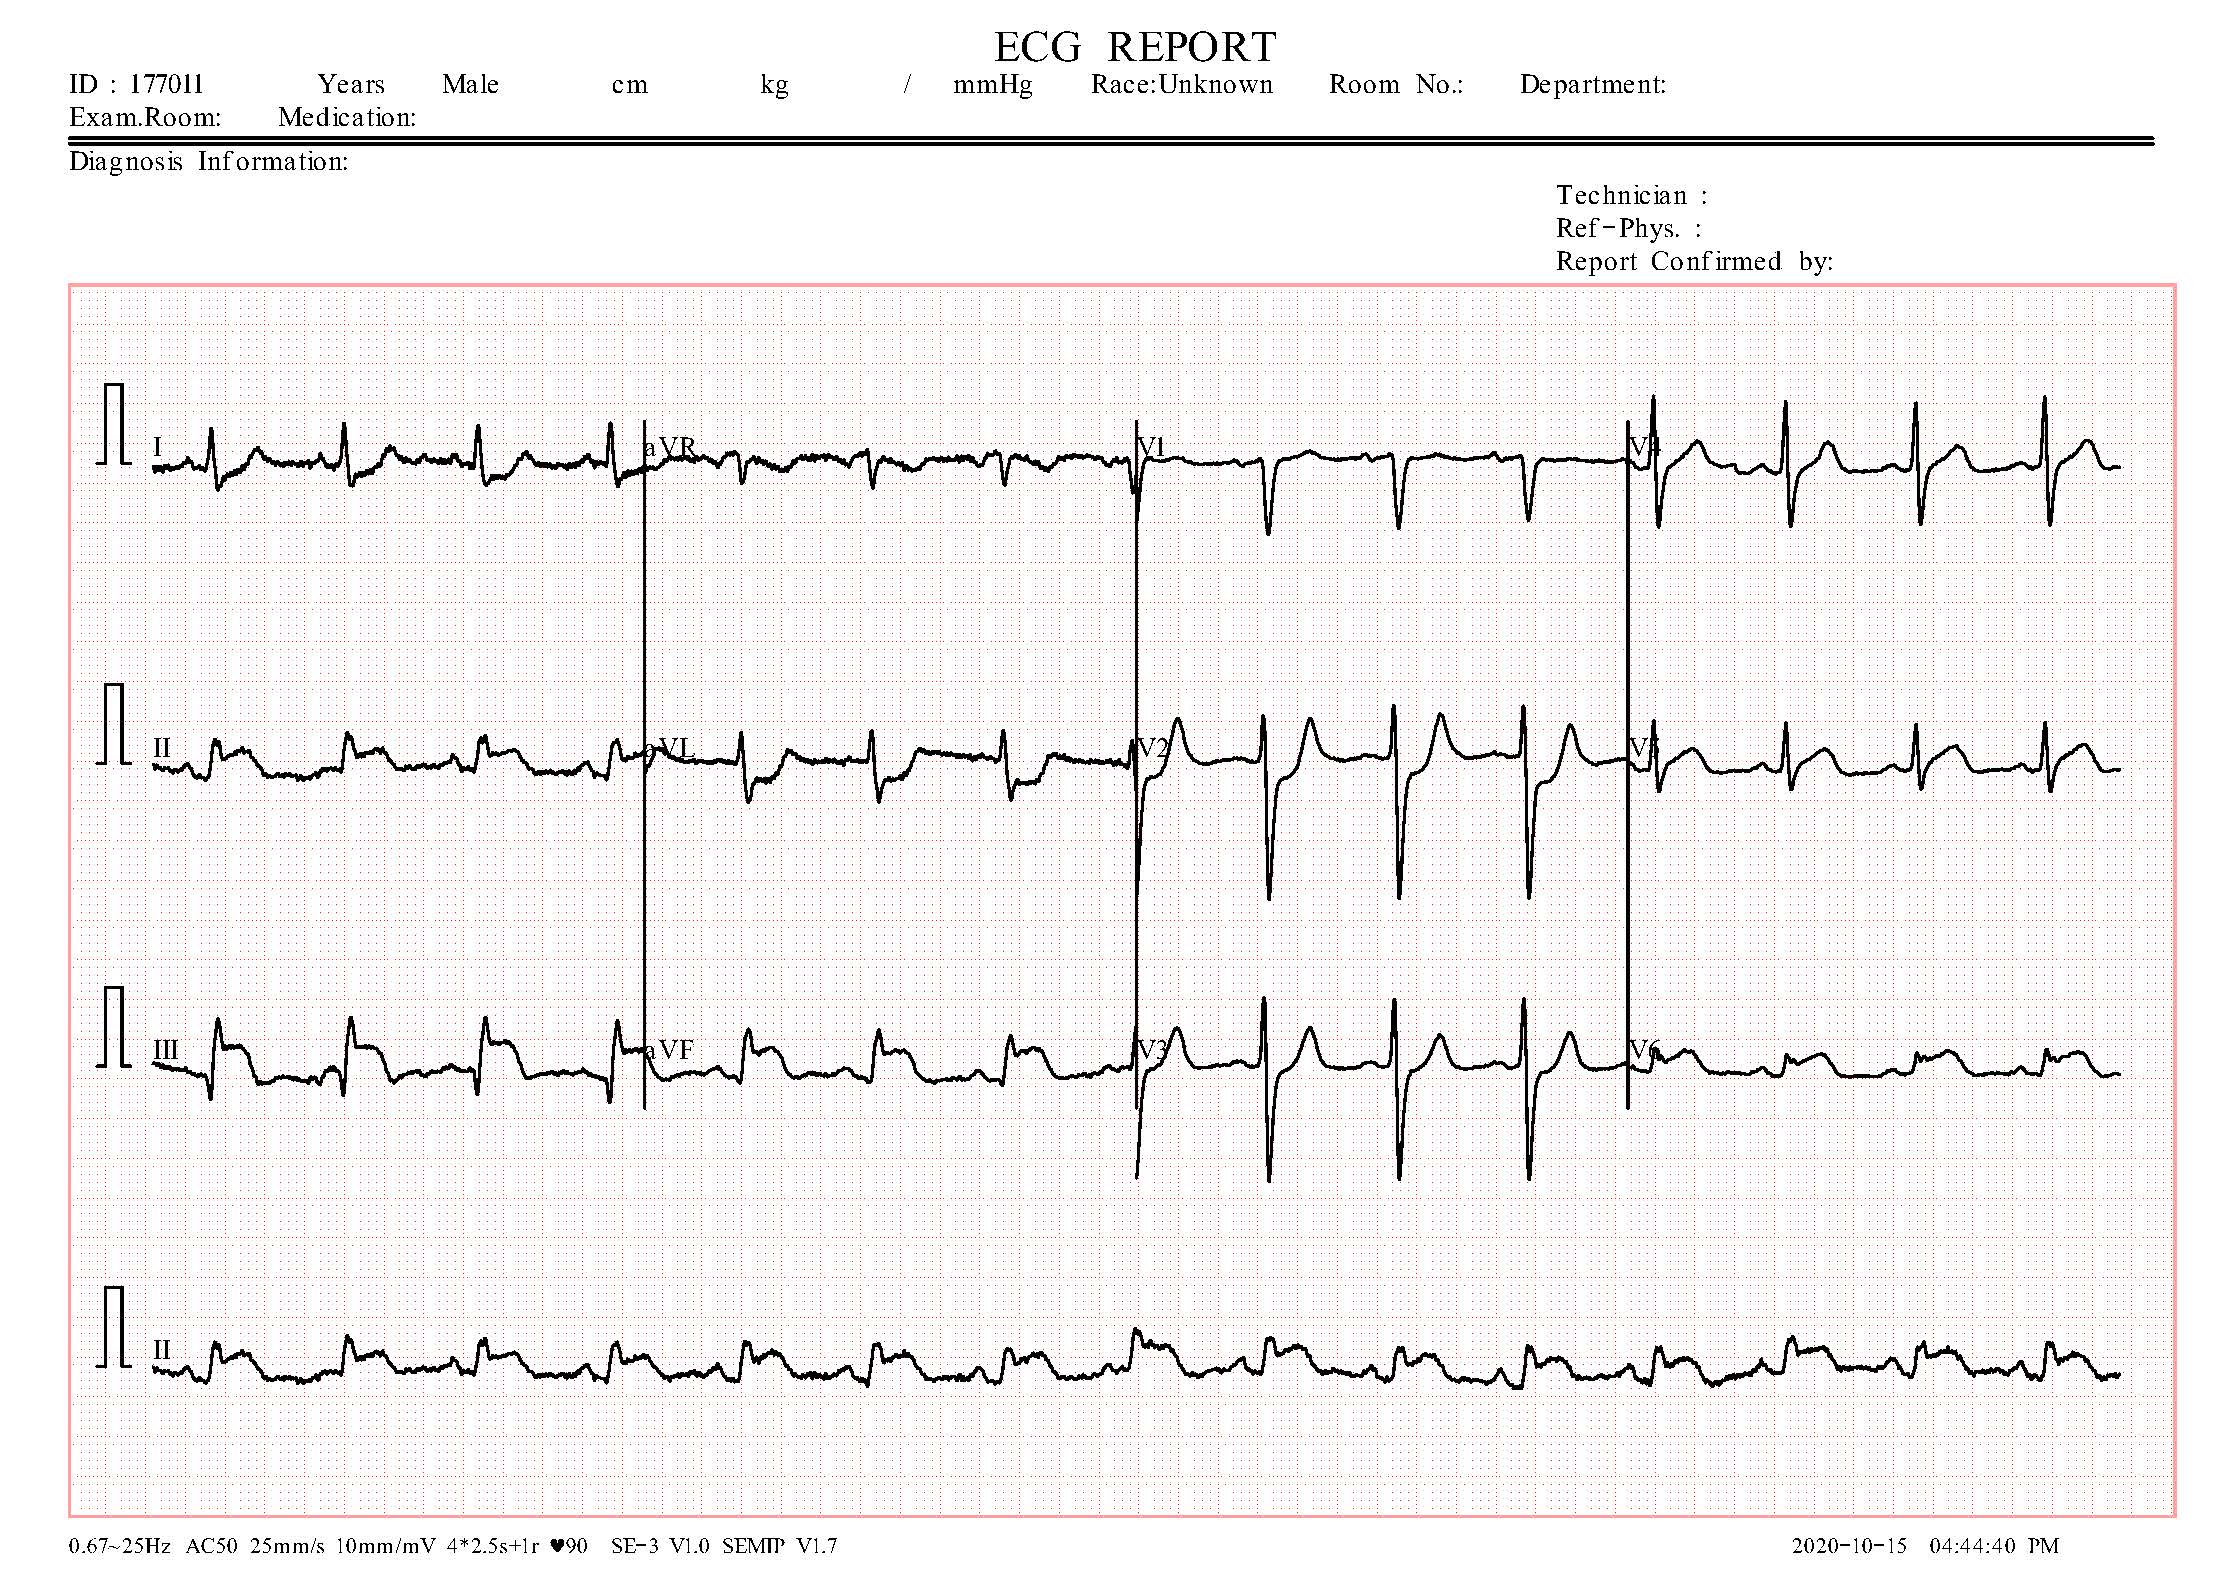 ECG REPORT
ID : 177011 Years Male cm kg / mmHg Race:Unknown Room No.: Department:
Exam.Room: Medication:
Diagnosis Information:
Technician :
Ref-Phys. :
Report Confirmed by:
I aVR V1 V4
II aVL V2 V5
III aVF V3 V6
II
0.67~25Hz AC50 25mm/s 10mm/mV 4*2.5s+1r ♥90 SE-3 V1.0 SEMIP V1.7 2020-10-15 04:44:40 PM